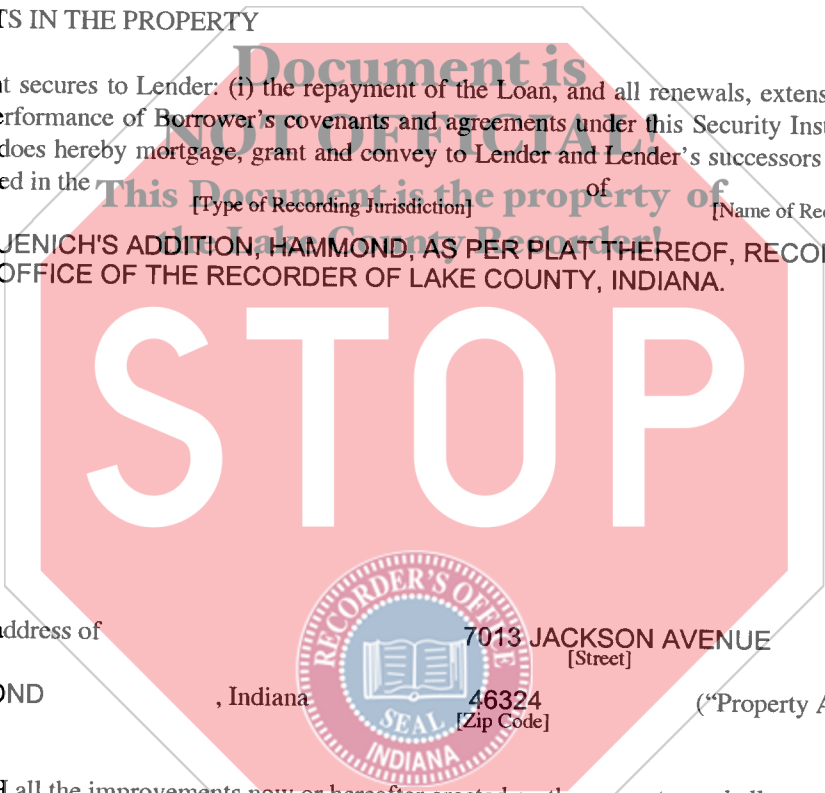 TS IN THE PROPERTY
Document is
t secures to Lender: (i) the repayment of the Loan, and all renewals, extens
NOT OFFICIAL!
erformance of Borrower's covenants and agreements under this Security Inst
does hereby mortgage, grant and convey to Lender and Lender's successors
ed in the of
This Document is the property of
[Type of Recording Jurisdiction] [Name of Rec
the Lake County Recorder!
UENICH'S ADDITION, HAMMOND, AS PER PLAT THEREOF, RECOR
OFFICE OF THE RECORDER OF LAKE COUNTY, INDIANA.
STOP
RECORDER'S OFFICE
address of 7013 JACKSON AVENUE
[Street]
OND , Indiana 46324 ("Property A
SEAL
[Zip Code]
INDIANA
all the improvements now or hereafter erected